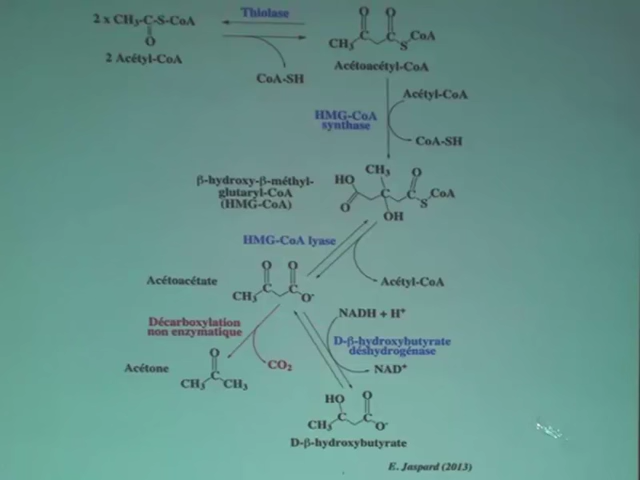 Thiolase
2 x CH₃-C-S-CoA
O
2 Acétyl-CoA
CoA-SH
O O
CH₃ C C S CoA
Acétoacétyl-CoA
Acétyl-CoA
HMG-CoA
synthase
CoA-SH
β-hydroxy-β-méthyl-
glutaryl-CoA
(HMG-CoA)
CH₃ O
HO C C C S CoA
O OH
HMG-CoA lyase
Acétyl-CoA
Acétoacétate
O O
CH₃ C C O⁻
NADH + H⁺
Décarboxylation
non enzymatique
D-β-hydroxybutyrate
déshydrogénase
CO₂
NAD⁺
Acétone
O
CH₃ C CH₃
HO O
CH₃ C C O⁻
D-β-hydroxybutyrate
E. Jaspard (2013)